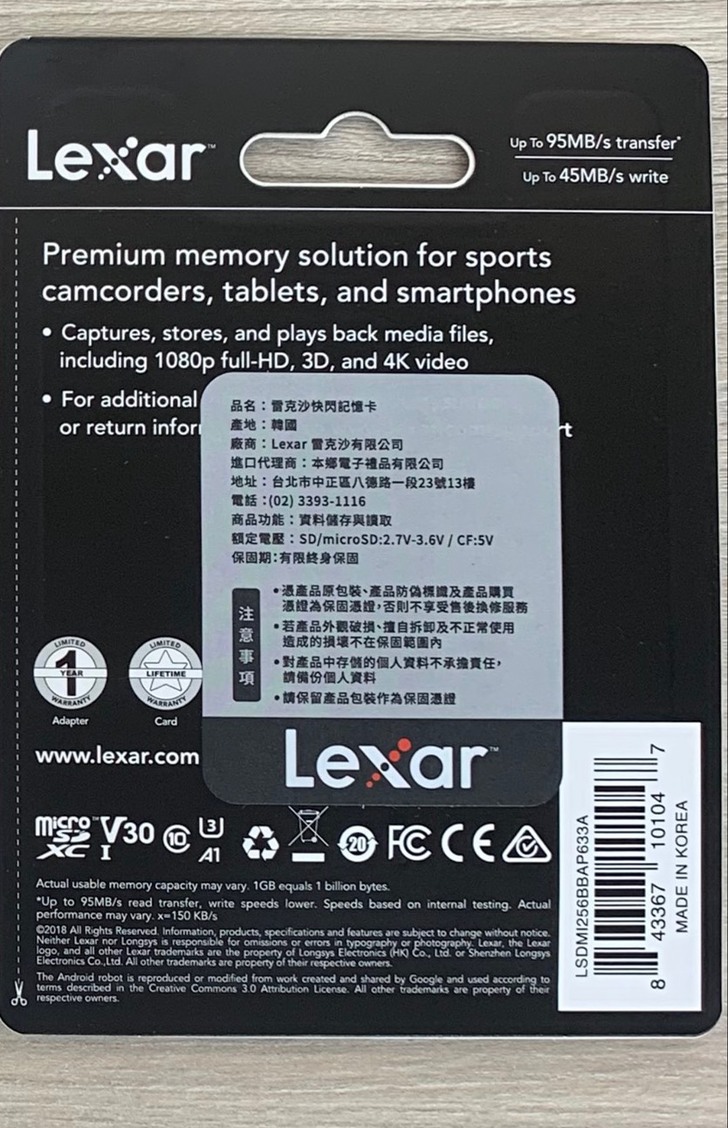 Lexar™
Up To 95MB/s transfer*
Up To 45MB/s write
Premium memory solution for sports
camcorders, tablets, and smartphones
• Captures, stores, and plays back media files,
including 1080p full-HD, 3D, and 4K video
• For additional
or return
品名：雷克沙快閃記憶卡
產地：韓國
廠商：Lexar 雷克沙有限公司
進口代理商：本鄉電子禮品有限公司
地址：台北市中正區八德路一段23號13樓
電話：(02) 3393-1116
商品功能：資料儲存與讀取
額定電壓：SD/microSD:2.7V-3.6V / CF:5V
保固期：有限終身保固
注意事項
• 憑產品原包裝、產品防偽標識及產品購買
憑證為保固憑證，否則不享受售後換修服務
• 若產品外觀破損、擅自拆卸及不正常使用
造成的損壞不在保固範圍內
• 對產品中存儲的個人資料不承擔責任，
請備份個人資料
• 請保留產品包裝作為保固憑證
Lexar™
LIMITED
1
YEAR
WARRANTY
Adapter
LIMITED
LIFETIME
WARRANTY
Card
www.lexar.com
micro SD XC I
V30
10
3
A1
20
FC CE
Actual usable memory capacity may vary. 1GB equals 1 billion bytes.
*Up to 95MB/s read transfer, write speeds lower. Speeds based on internal testing. Actual
performance may vary. x=150 KB/s
©2018 All Rights Reserved. Information, products, specifications and features are subject to change without notice.
Neither Lexar nor Longsys is responsible for omissions or errors in typography or photography. Lexar, the Lexar
logo, and all other Lexar trademarks are the property of Longsys Electronics (HK) Co., Ltd. or Shenzhen Longsys
Electronics Co.,Ltd. All other trademarks are property of their respective owners.
The Android robot is reproduced or modified from work created and shared by Google and used according to
terms described in the Creative Commons 3.0 Attribution License. All other trademarks are property of their
respective owners.
LSDMI256BBAP633A
8 43367 10104 7
MADE IN KOREA